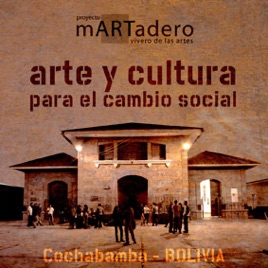 proyecto
mARTadero
vivero de las artes
arte y cultura
para el cambio social
Cochabamba - BOLIVIA